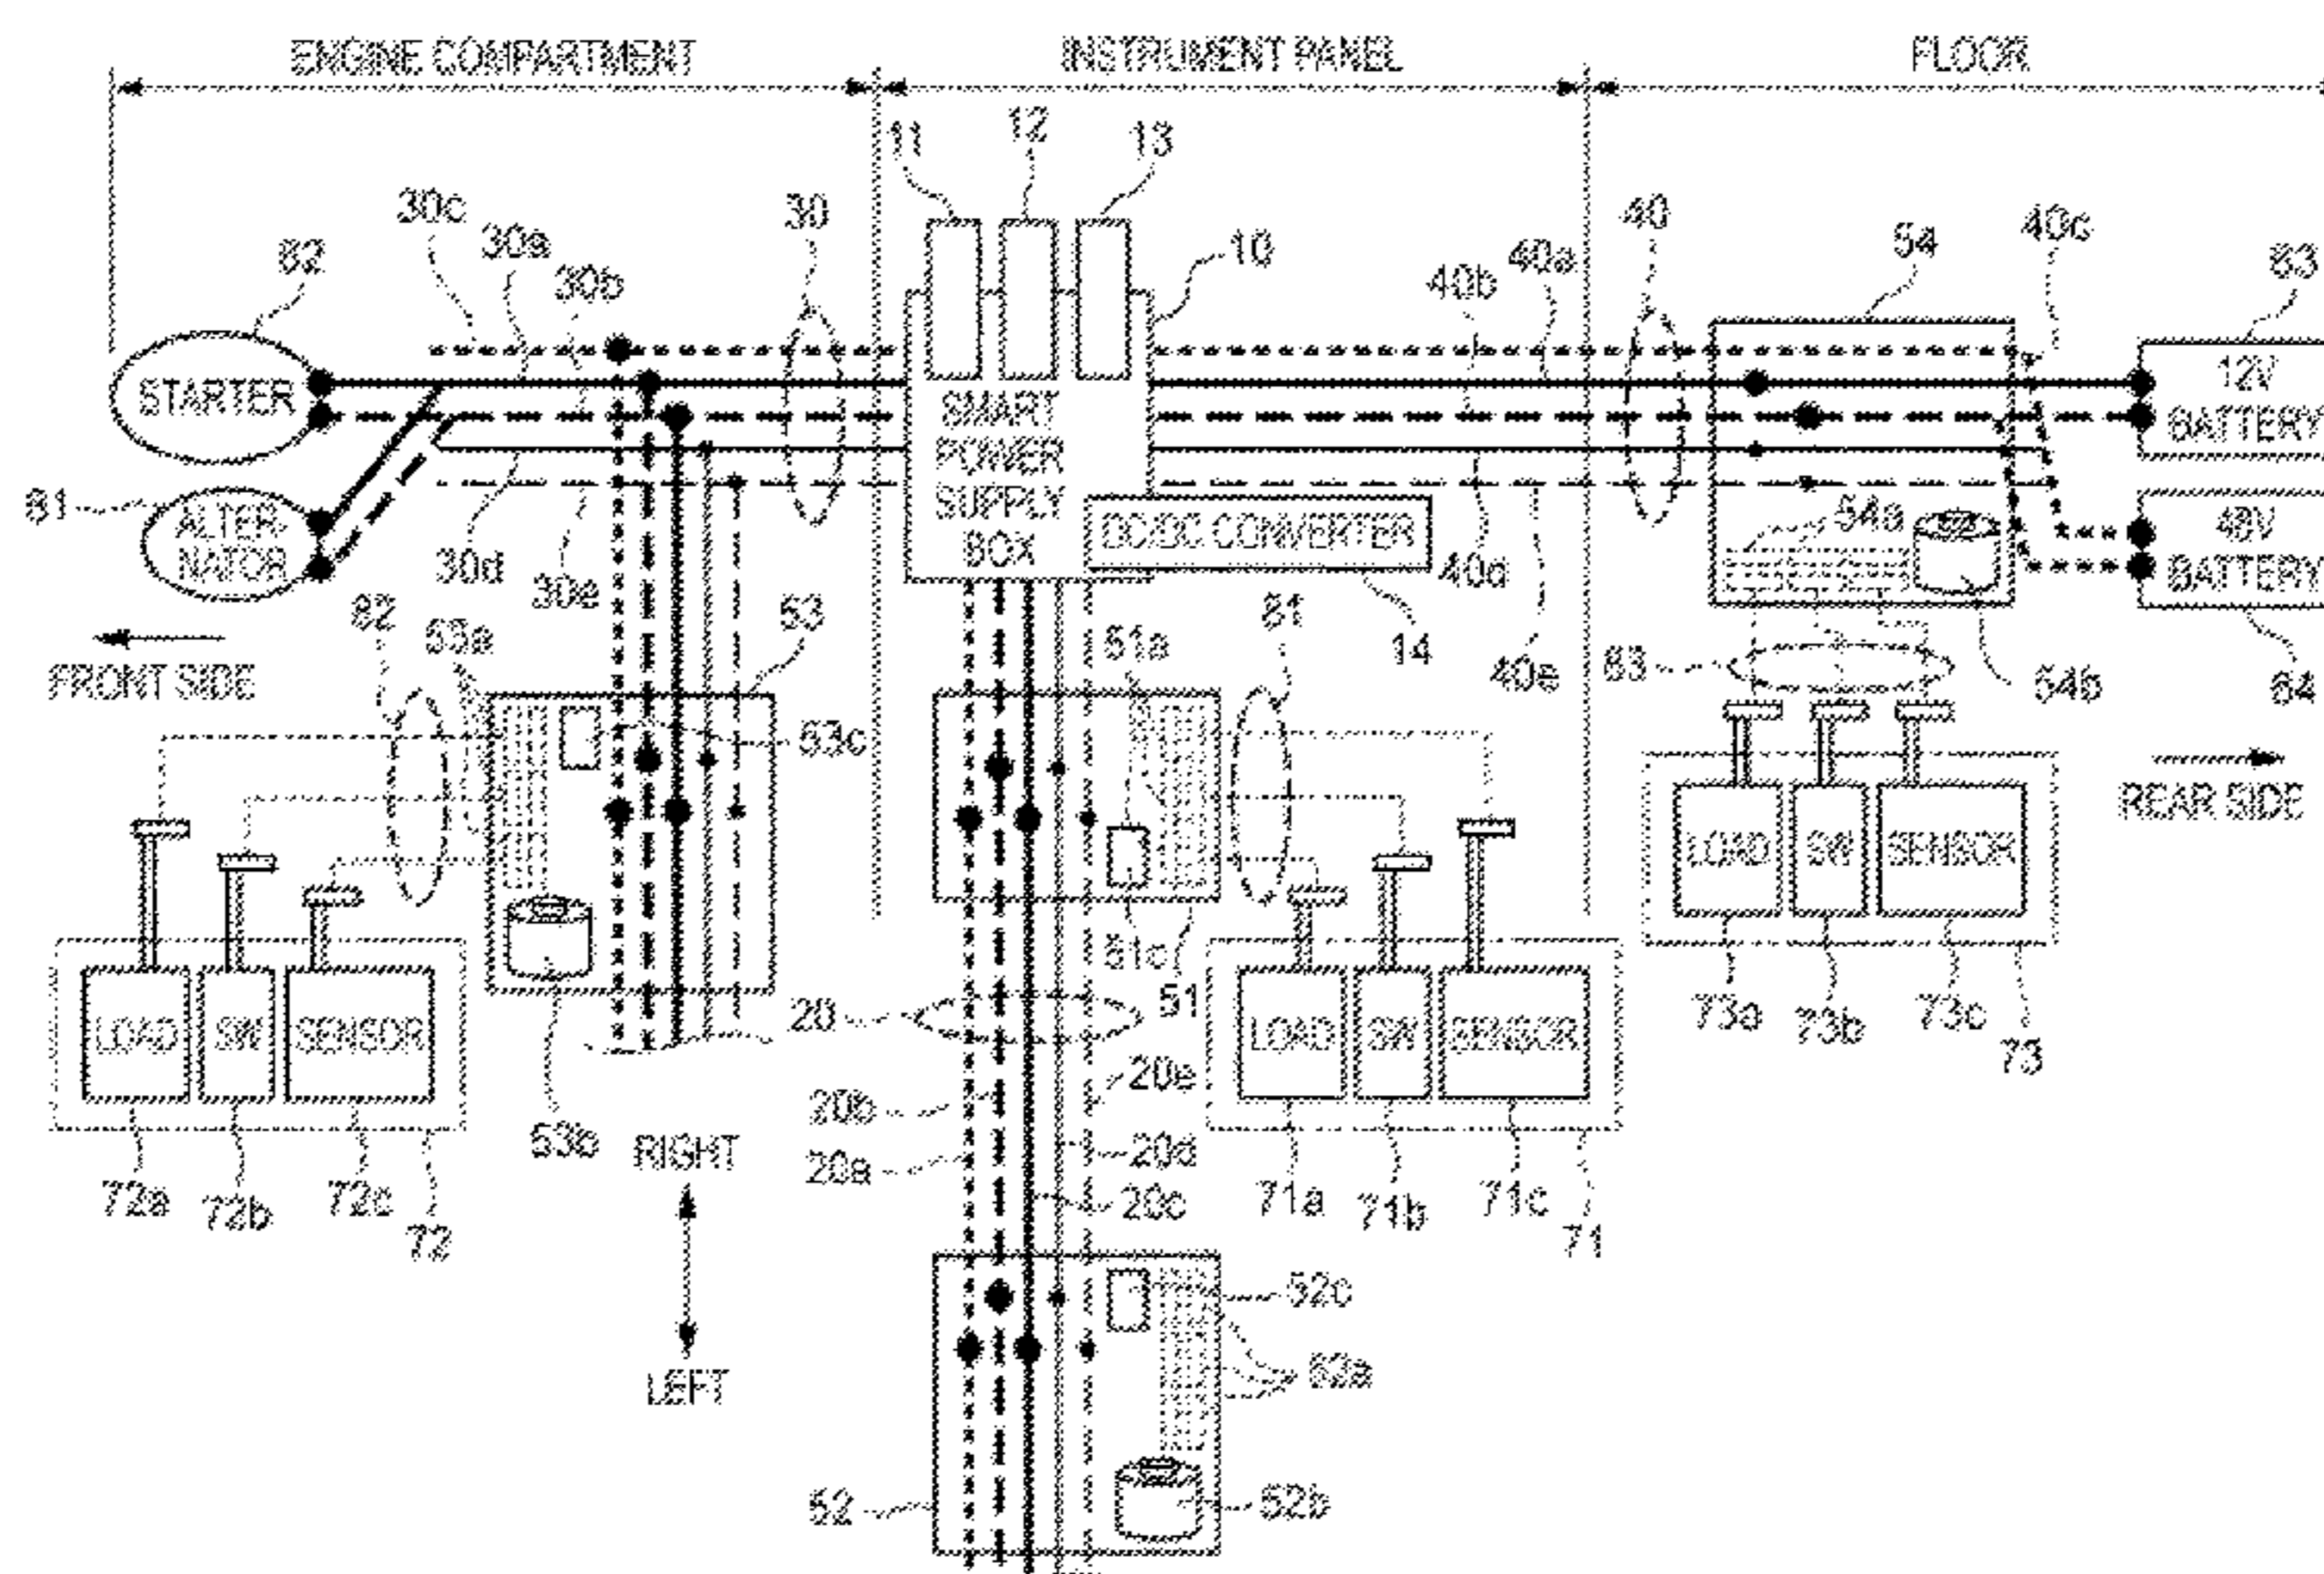 ENGINE COMPARTMENT
INSTRUMENT PANEL
FLOOR
11
12
13
30c
30a
30b
30
10
40b
40a
40
54
40c
83
82
STARTER
SMART
POWER
SUPPLY
BOX
12V
BATTERY
81
ALTER-
NATOR
DC/DC CONVERTER
54a
48V
BATTERY
30d
30e
40d
40e
14
62
53a
53
51a
61
63
54b
84
FRONT SIDE
REAR SIDE
53c
LOAD
SW
SENSOR
51c
51
73a
73b
73c
73
LOAD
SW
SENSOR
20
LOAD
SW
SENSOR
20b
20e
20a
20d
20c
53b
RIGHT
72a
72b
72c
72
71a
71b
71c
71
LEFT
52c
52a
52
52b